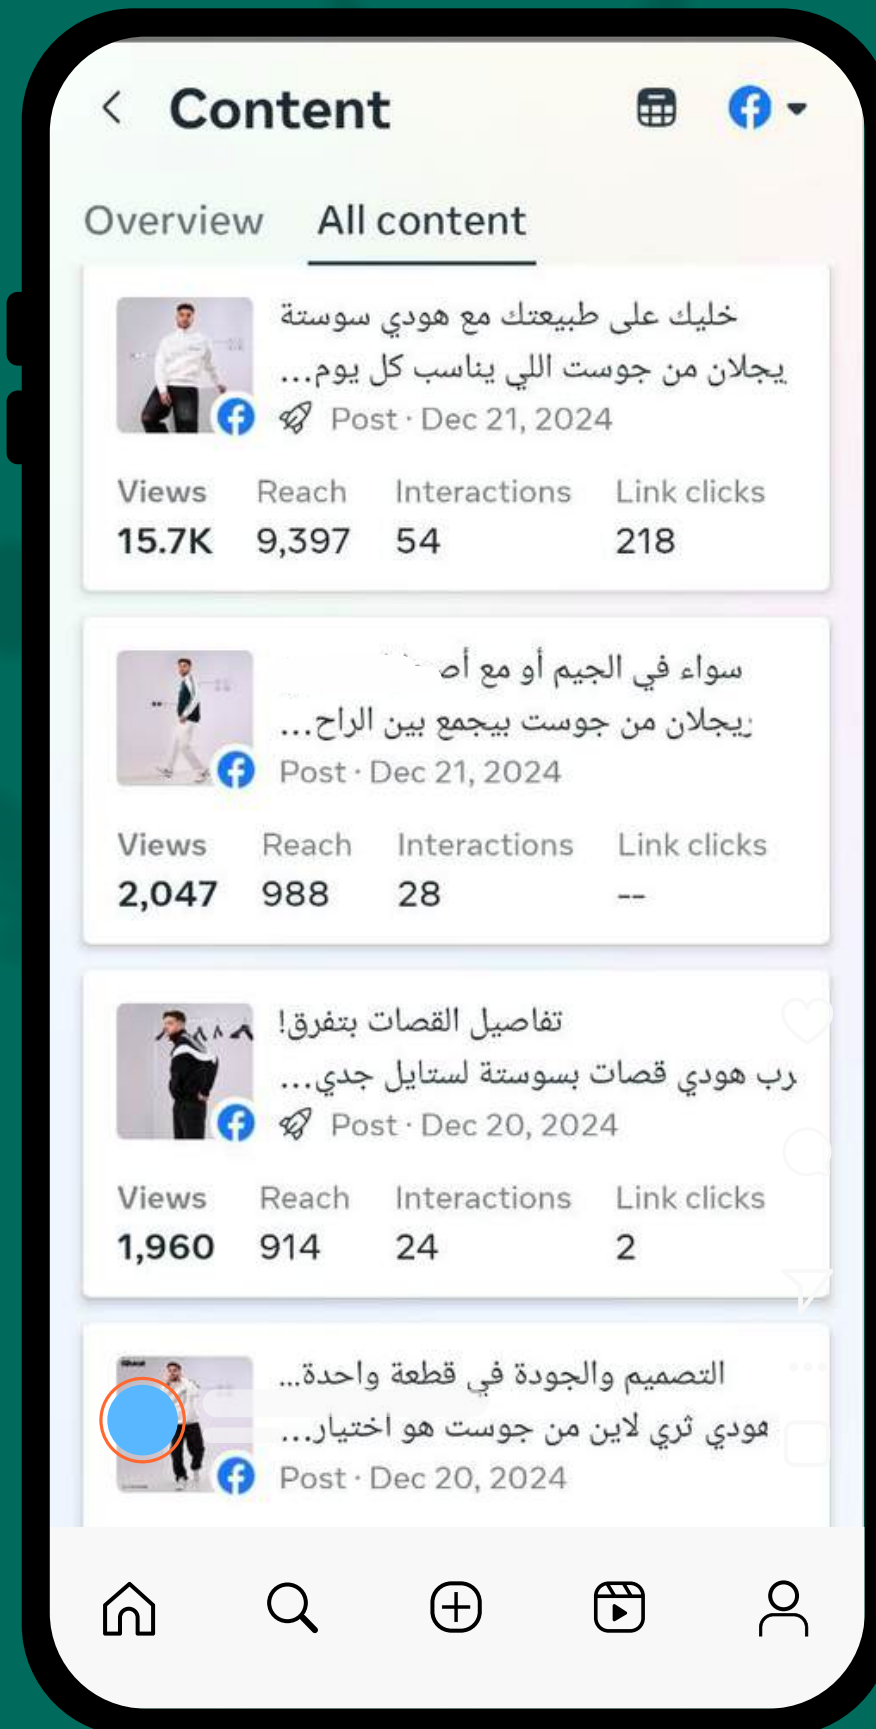 Content
Overview All content
خليك على طبيعتك مع هودي سوستة
يجلان من جوست اللي يناسب كل يوم...
Post · Dec 21, 2024
Views Reach Interactions Link clicks
15.7K 9,397 54 218
سواء في الجيم أو مع أص
ريجلان من جوست بيجمع بين الراح...
Post · Dec 21, 2024
Views Reach Interactions Link clicks
2,047 988 28 --
تفاصيل القصات بتفرق!
رب هودي قصات بسوستة لستايل جدي...
Post · Dec 20, 2024
Views Reach Interactions Link clicks
1,960 914 24 2
التصميم والجودة في قطعة واحدة...
هودي ثري لاين من جوست هو اختيار...
Post · Dec 20, 2024